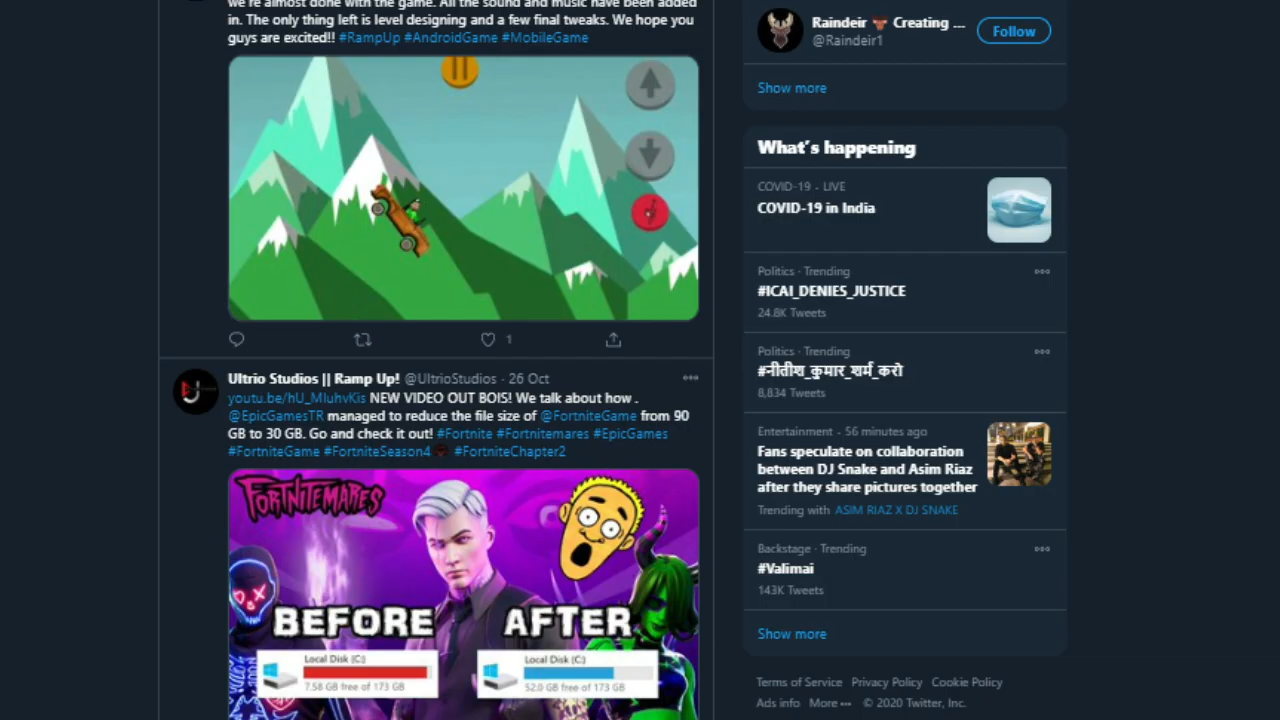 we're almost done with the game. All the sound and music have been added
in. The only thing left is level designing and a few final tweaks. We hope you
guys are excited!! #RampUp #AndroidGame #MobileGame
1
Ultrio Studios || Ramp Up! @UltrioStudios · 26 Oct
youtu.be/hU_MluhvKis NEW VIDEO OUT BOIS! We talk about how .
@EpicGamesTR managed to reduce the file size of @FortniteGame from 90
GB to 30 GB. Go and check it out! #Fortnite #Fortnitemares #EpicGames
#FortniteGame #FortniteSeason4 #FortniteChapter2
FORTNITEMARES
BEFORE AFTER
Local Disk (C:)
7.58 GB free of 173 GB
Local Disk (C:)
52.0 GB free of 173 GB
Raindeir Creating ...
@Raindeir1
Follow
Show more
What's happening
COVID-19 - LIVE
COVID-19 in India
Politics · Trending
#ICAI_DENIES_JUSTICE
24.8K Tweets
Politics · Trending
#नीतीश_कुमार_शर्म_करो
8,834 Tweets
Entertainment - 56 minutes ago
Fans speculate on collaboration
between DJ Snake and Asim Riaz
after they share pictures together
Trending with ASIM RIAZ X DJ SNAKE
Backstage · Trending
#Valimai
143K Tweets
Show more
Terms of Service Privacy Policy Cookie Policy
Ads info More ··· © 2020 Twitter, Inc.